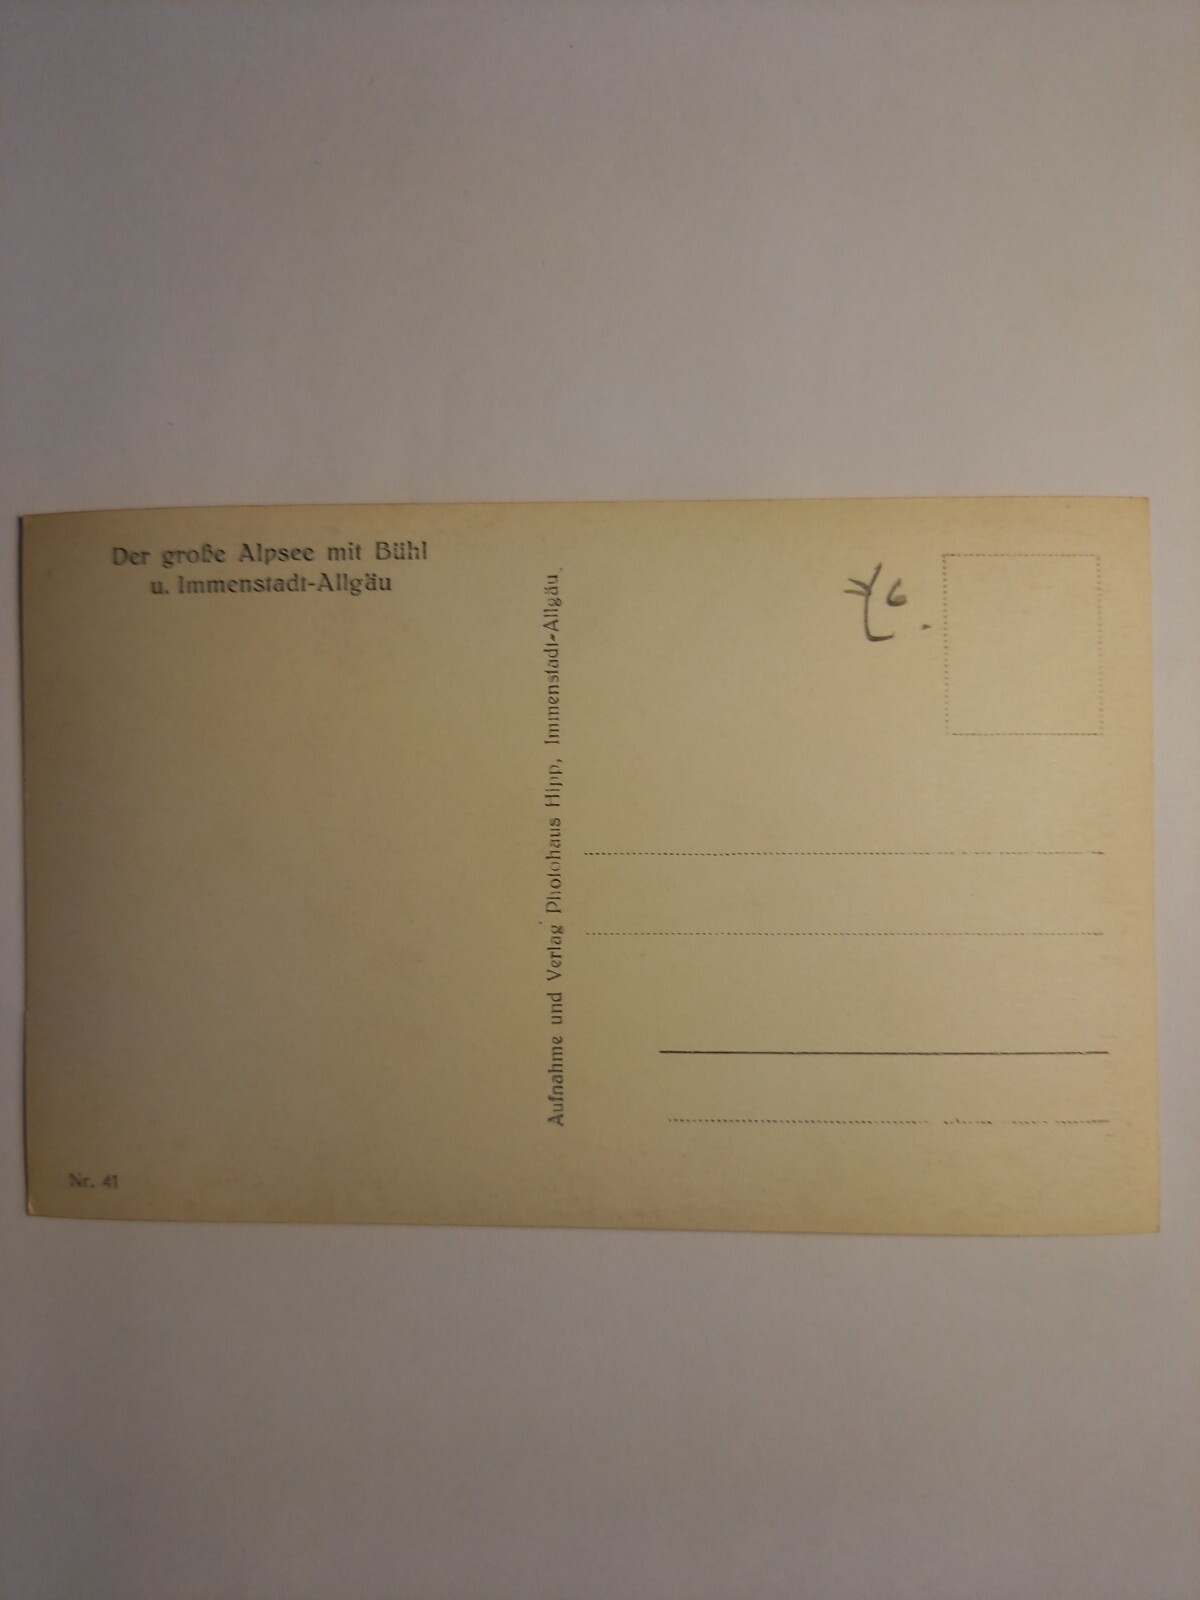 Der große Alpsee mit Bühl
u. Immenstadt-Allgäu
Aufnahme und Verlag Photohaus Hipp, Immenstadt-Allgäu.
Nr. 41